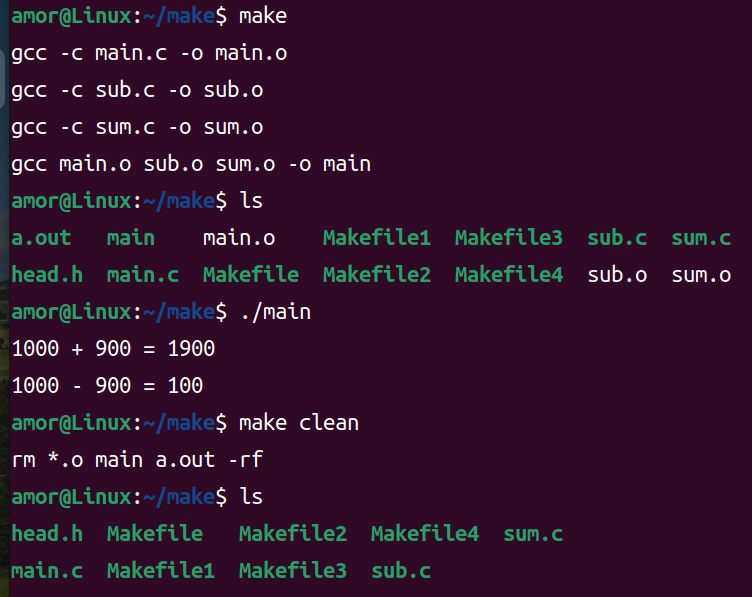 amor@Linux:~/make$ make
gcc -c main.c -o main.o
gcc -c sub.c -o sub.o
gcc -c sum.c -o sum.o
gcc main.o sub.o sum.o -o main
amor@Linux:~/make$ ls
a.out   main    main.o    Makefile1  Makefile3  sub.c  sum.c
head.h  main.c  Makefile  Makefile2  Makefile4  sub.o  sum.o
amor@Linux:~/make$ ./main
1000 + 900 = 1900
1000 - 900 = 100
amor@Linux:~/make$ make clean
rm *.o main a.out -rf
amor@Linux:~/make$ ls
head.h  Makefile   Makefile2  Makefile4  sum.c
main.c  Makefile1  Makefile3  sub.c